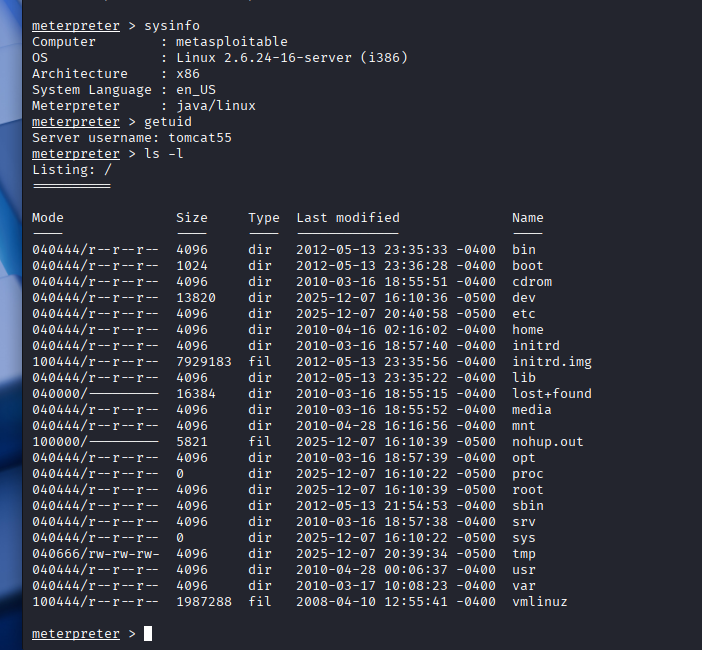 meterpreter > sysinfo
Computer        : metasploitable
OS              : Linux 2.6.24-16-server (i386)
Architecture    : x86
System Language : en_US
Meterpreter     : java/linux
meterpreter > getuid
Server username: tomcat55
meterpreter > ls -l
Listing: /
==========
Mode              Size     Type  Last modified              Name
----              ----     ----  -------------              ----
040444/r--r--r--  4096     dir   2012-05-13 23:35:33 -0400  bin
040444/r--r--r--  1024     dir   2012-05-13 23:36:28 -0400  boot
040444/r--r--r--  4096     dir   2010-03-16 18:55:51 -0400  cdrom
040444/r--r--r--  13820    dir   2025-12-07 16:10:36 -0500  dev
040444/r--r--r--  4096     dir   2025-12-07 20:40:58 -0500  etc
040444/r--r--r--  4096     dir   2010-04-16 02:16:02 -0400  home
040444/r--r--r--  4096     dir   2010-03-16 18:57:40 -0400  initrd
100444/r--r--r--  7929183  fil   2012-05-13 23:35:56 -0400  initrd.img
040444/r--r--r--  4096     dir   2012-05-13 23:35:22 -0400  lib
040000/---------  16384    dir   2010-03-16 18:55:15 -0400  lost+found
040444/r--r--r--  4096     dir   2010-03-16 18:55:52 -0400  media
040444/r--r--r--  4096     dir   2010-04-28 16:16:56 -0400  mnt
100000/---------  5821     fil   2025-12-07 16:10:39 -0500  nohup.out
040444/r--r--r--  4096     dir   2010-03-16 18:57:39 -0400  opt
040444/r--r--r--  0        dir   2025-12-07 16:10:22 -0500  proc
040444/r--r--r--  4096     dir   2025-12-07 16:10:39 -0500  root
040444/r--r--r--  4096     dir   2012-05-13 21:54:53 -0400  sbin
040444/r--r--r--  4096     dir   2010-03-16 18:57:38 -0400  srv
040444/r--r--r--  0        dir   2025-12-07 16:10:22 -0500  sys
040666/rw-rw-rw-  4096     dir   2025-12-07 20:39:34 -0500  tmp
040444/r--r--r--  4096     dir   2010-04-28 00:06:37 -0400  usr
040444/r--r--r--  4096     dir   2010-03-17 10:08:23 -0400  var
100444/r--r--r--  1987288  fil   2008-04-10 12:55:41 -0400  vmlinuz
meterpreter >